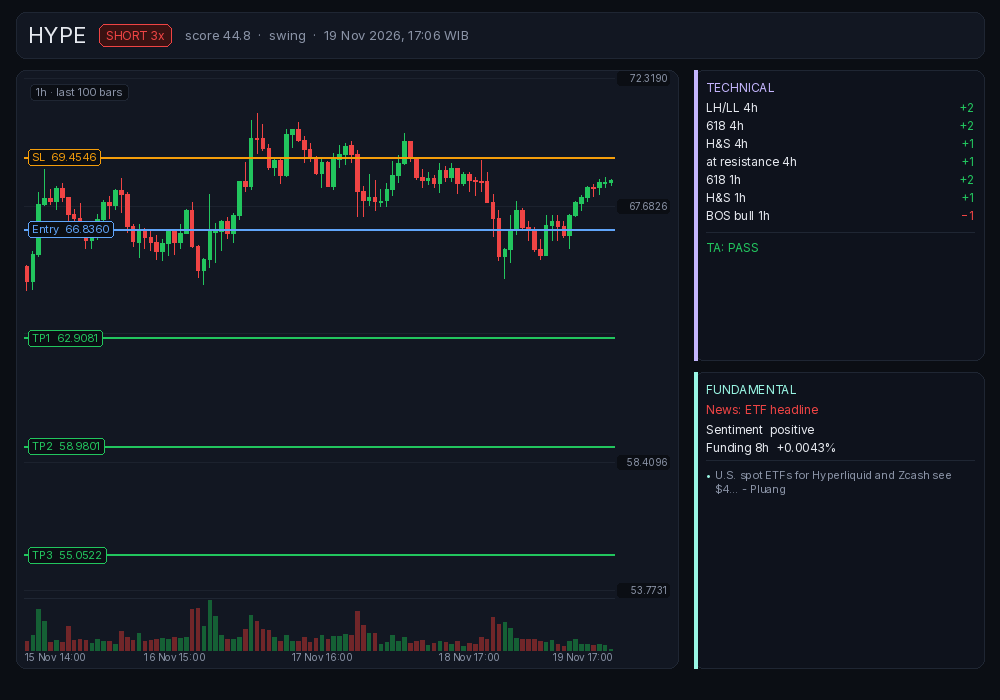 HYPE SHORT 3x score 44.8 · swing · 19 Nov 2026, 17:06 WIB
1h · last 100 bars
72.3190
SL 69.4546
67.6826
Entry 66.8360
TP1 62.9081
TP2 58.9801
58.4096
TP3 55.0522
53.7731
15 Nov 14:00 16 Nov 15:00 17 Nov 16:00 18 Nov 17:00 19 Nov 17:00
TECHNICAL
LH/LL 4h +2
618 4h +2
H&S 4h +1
at resistance 4h +1
618 1h +2
H&S 1h +1
BOS bull 1h −1
TA: PASS
FUNDAMENTAL
News: ETF headline
Sentiment positive
Funding 8h +0.0043%
• U.S. spot ETFs for Hyperliquid and Zcash see
$4... - Pluang